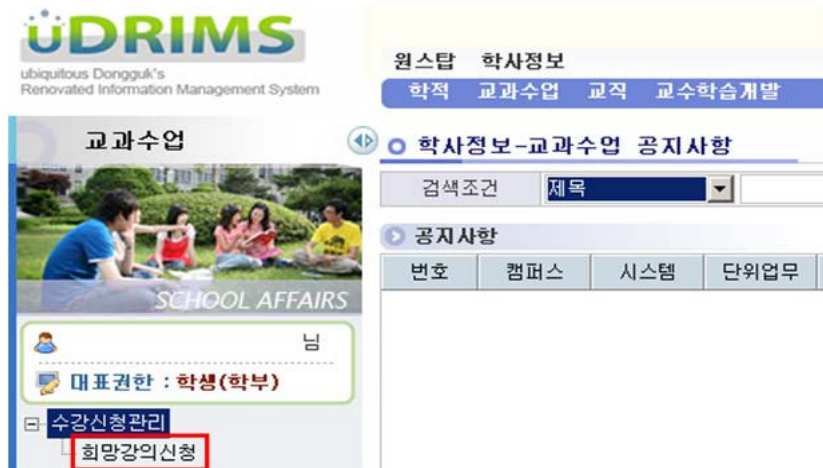 uDRIMS
ubiquitous Dongguk's
Renovated Information Management System
원스탑 학사정보
학적 교과수업 교직 교수학습개발
교과수업
학사정보-교과수업 공지사항
검색조건 제목
공지사항
번호 캠퍼스 시스템 단위업무
SCHOOL AFFAIRS
님
대표권한 : 학생(학부)
수강신청관리
희망강의신청